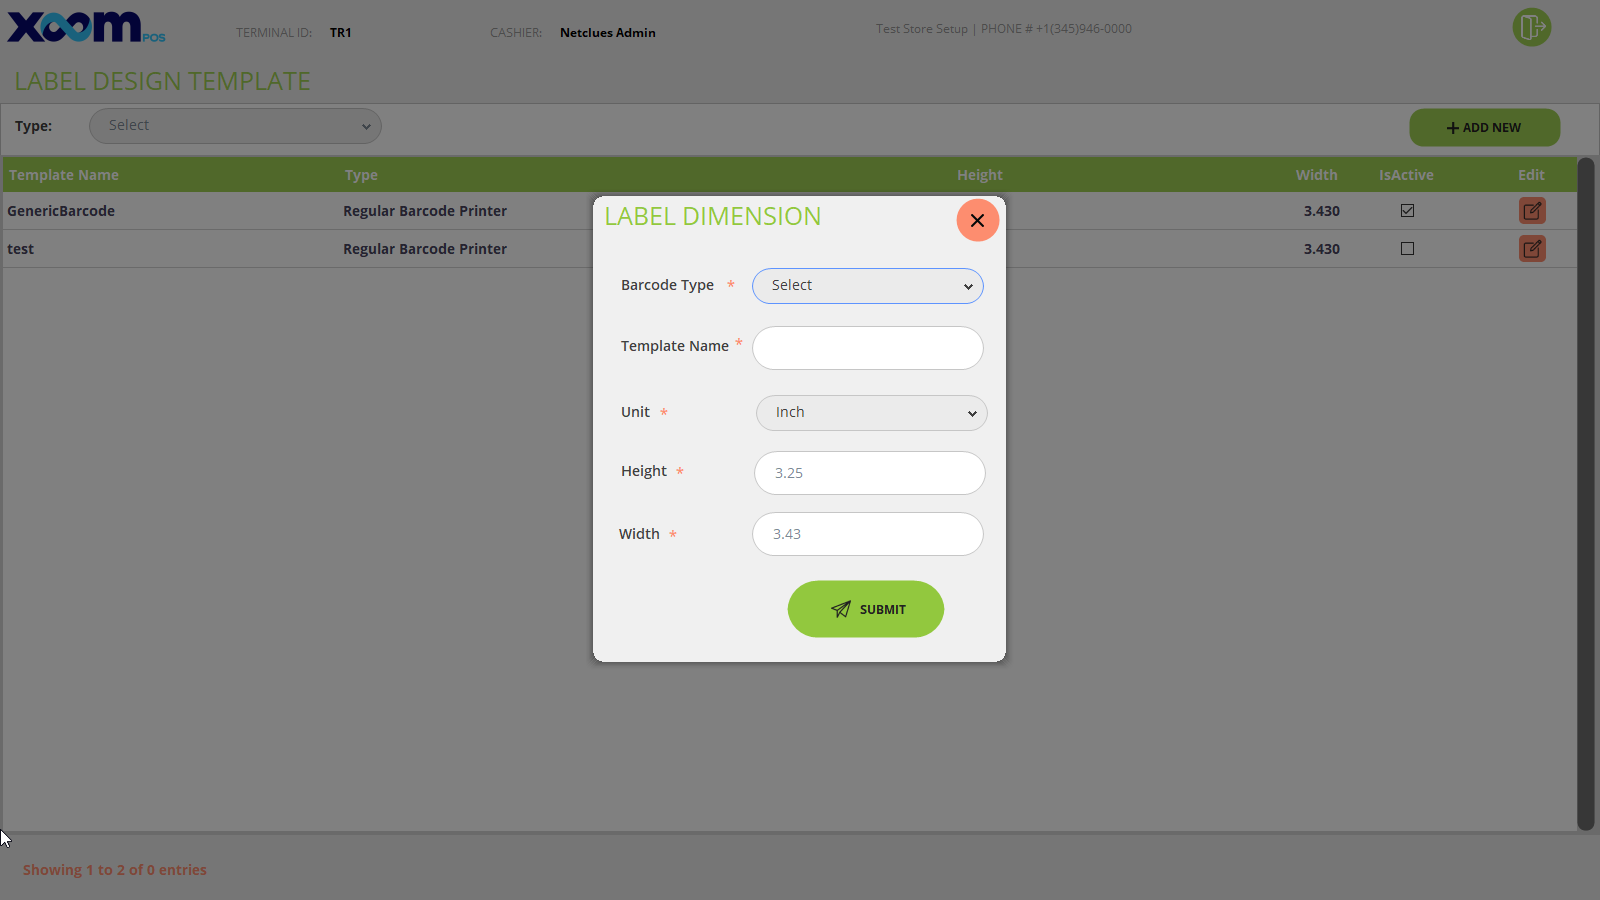 xoom POS TERMINAL ID: TR1 CASHIER: Netclues Admin Test Store Setup | PHONE # +1(345)946-0000
LABEL DESIGN TEMPLATE
Type: Select ADD NEW
Template Name Type Height Width IsActive Edit
GenericBarcode Regular Barcode Printer 3.430
test Regular Barcode Printer 3.430
LABEL DIMENSION
Barcode Type * Select
Template Name *
Unit * Inch
Height * 3.25
Width * 3.43
SUBMIT
Showing 1 to 2 of 0 entries